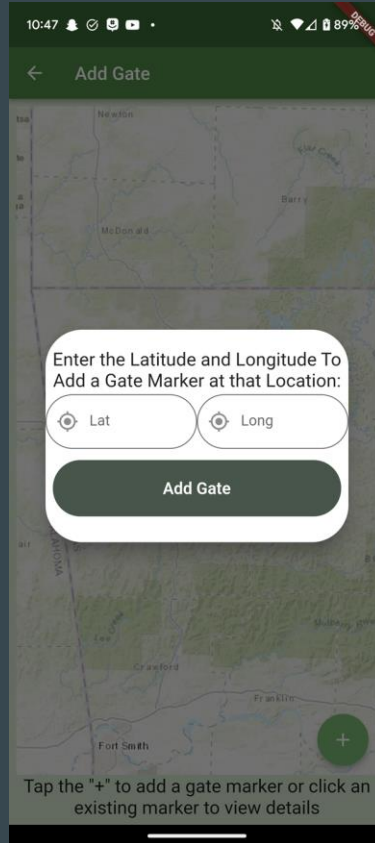 10:47
89%
DEBUG
Add Gate
Newton
Barry
McDonald
Enter the Latitude and Longitude To
Add a Gate Marker at that Location:
Lat
Long
Add Gate
Crawford
Franklin
Fort Smith
Tap the "+" to add a gate marker or click an
existing marker to view details